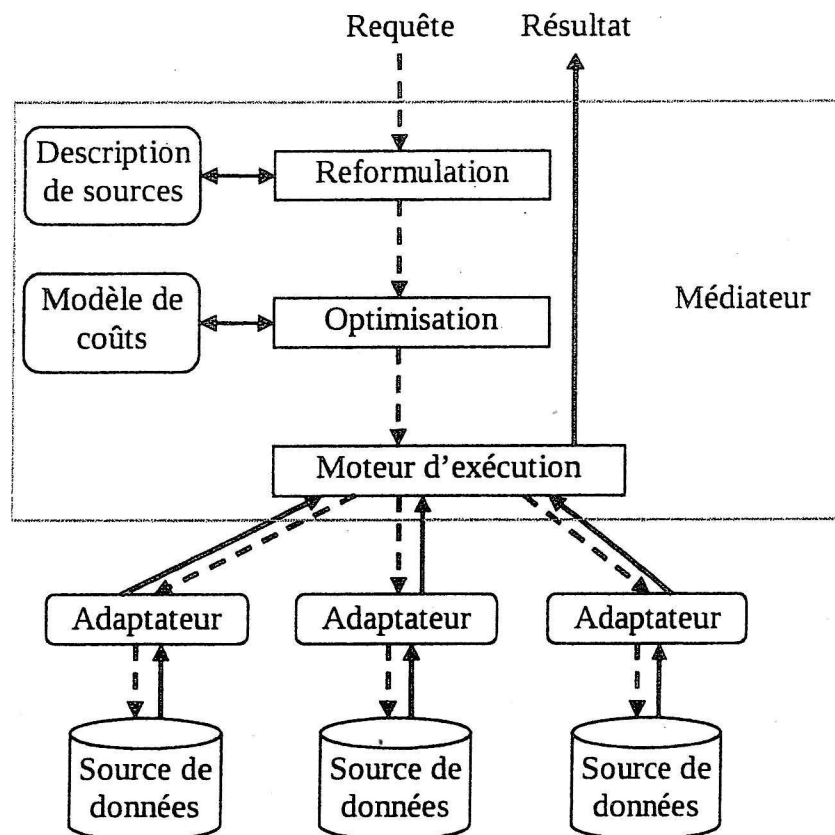 Requête
Résultat
Description
de sources
Reformulation
Modèle de
coûts
Optimisation
Médiateur
Moteur d'exécution
Adaptateur
Adaptateur
Adaptateur
Source de
données
Source de
données
Source de
données